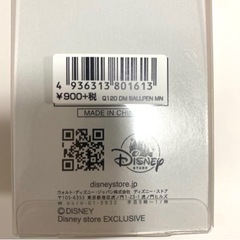 4 936313 801613
¥900+税 Q120 DM BALLPEN MN
MADE IN CHINA
Disney
store
disneystore.jp
ウォルト・ディズニー・ジャパン株式会社 ディズニーストア
©DISNEY
Disney store EXCLUSIVE